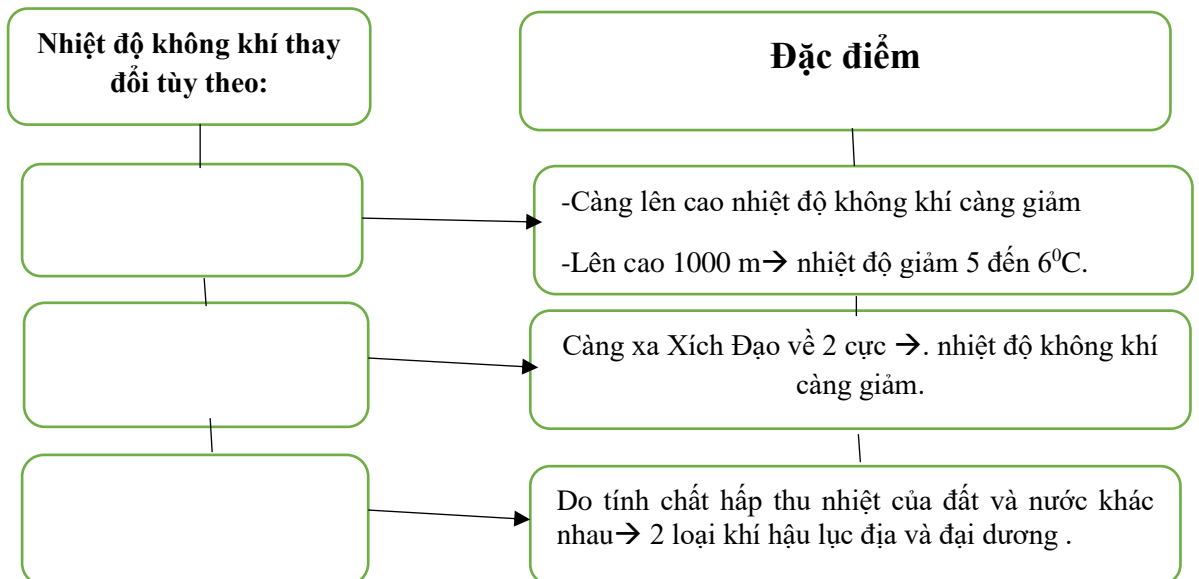 Nhiệt độ không khí thay
đổi tùy theo:
Đặc điểm
-Càng lên cao nhiệt độ không khí càng giảm
-Lên cao 1000 m→ nhiệt độ giảm 5 đến 6⁰C.
Càng xa Xích Đạo về 2 cực →. nhiệt độ không khí
càng giảm.
Do tính chất hấp thu nhiệt của đất và nước khác
nhau→ 2 loại khí hậu lục địa và đại dương .